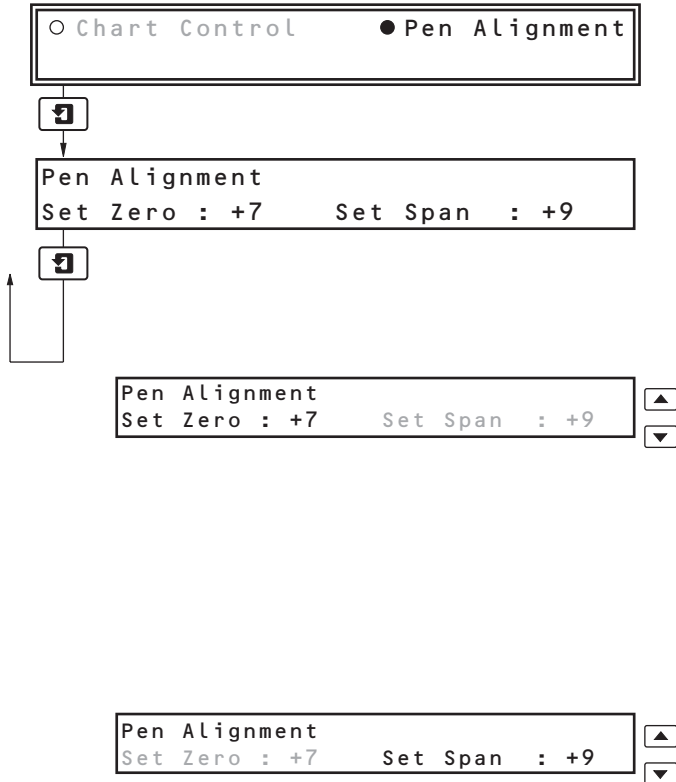 ○ Chart Control ● Pen Alignment
Pen Alignment
Set Zero : +7 Set Span : +9
Pen Alignment
Set Zero : +7 Set Span : +9
Pen Alignment
Set Zero : +7 Set Span : +9